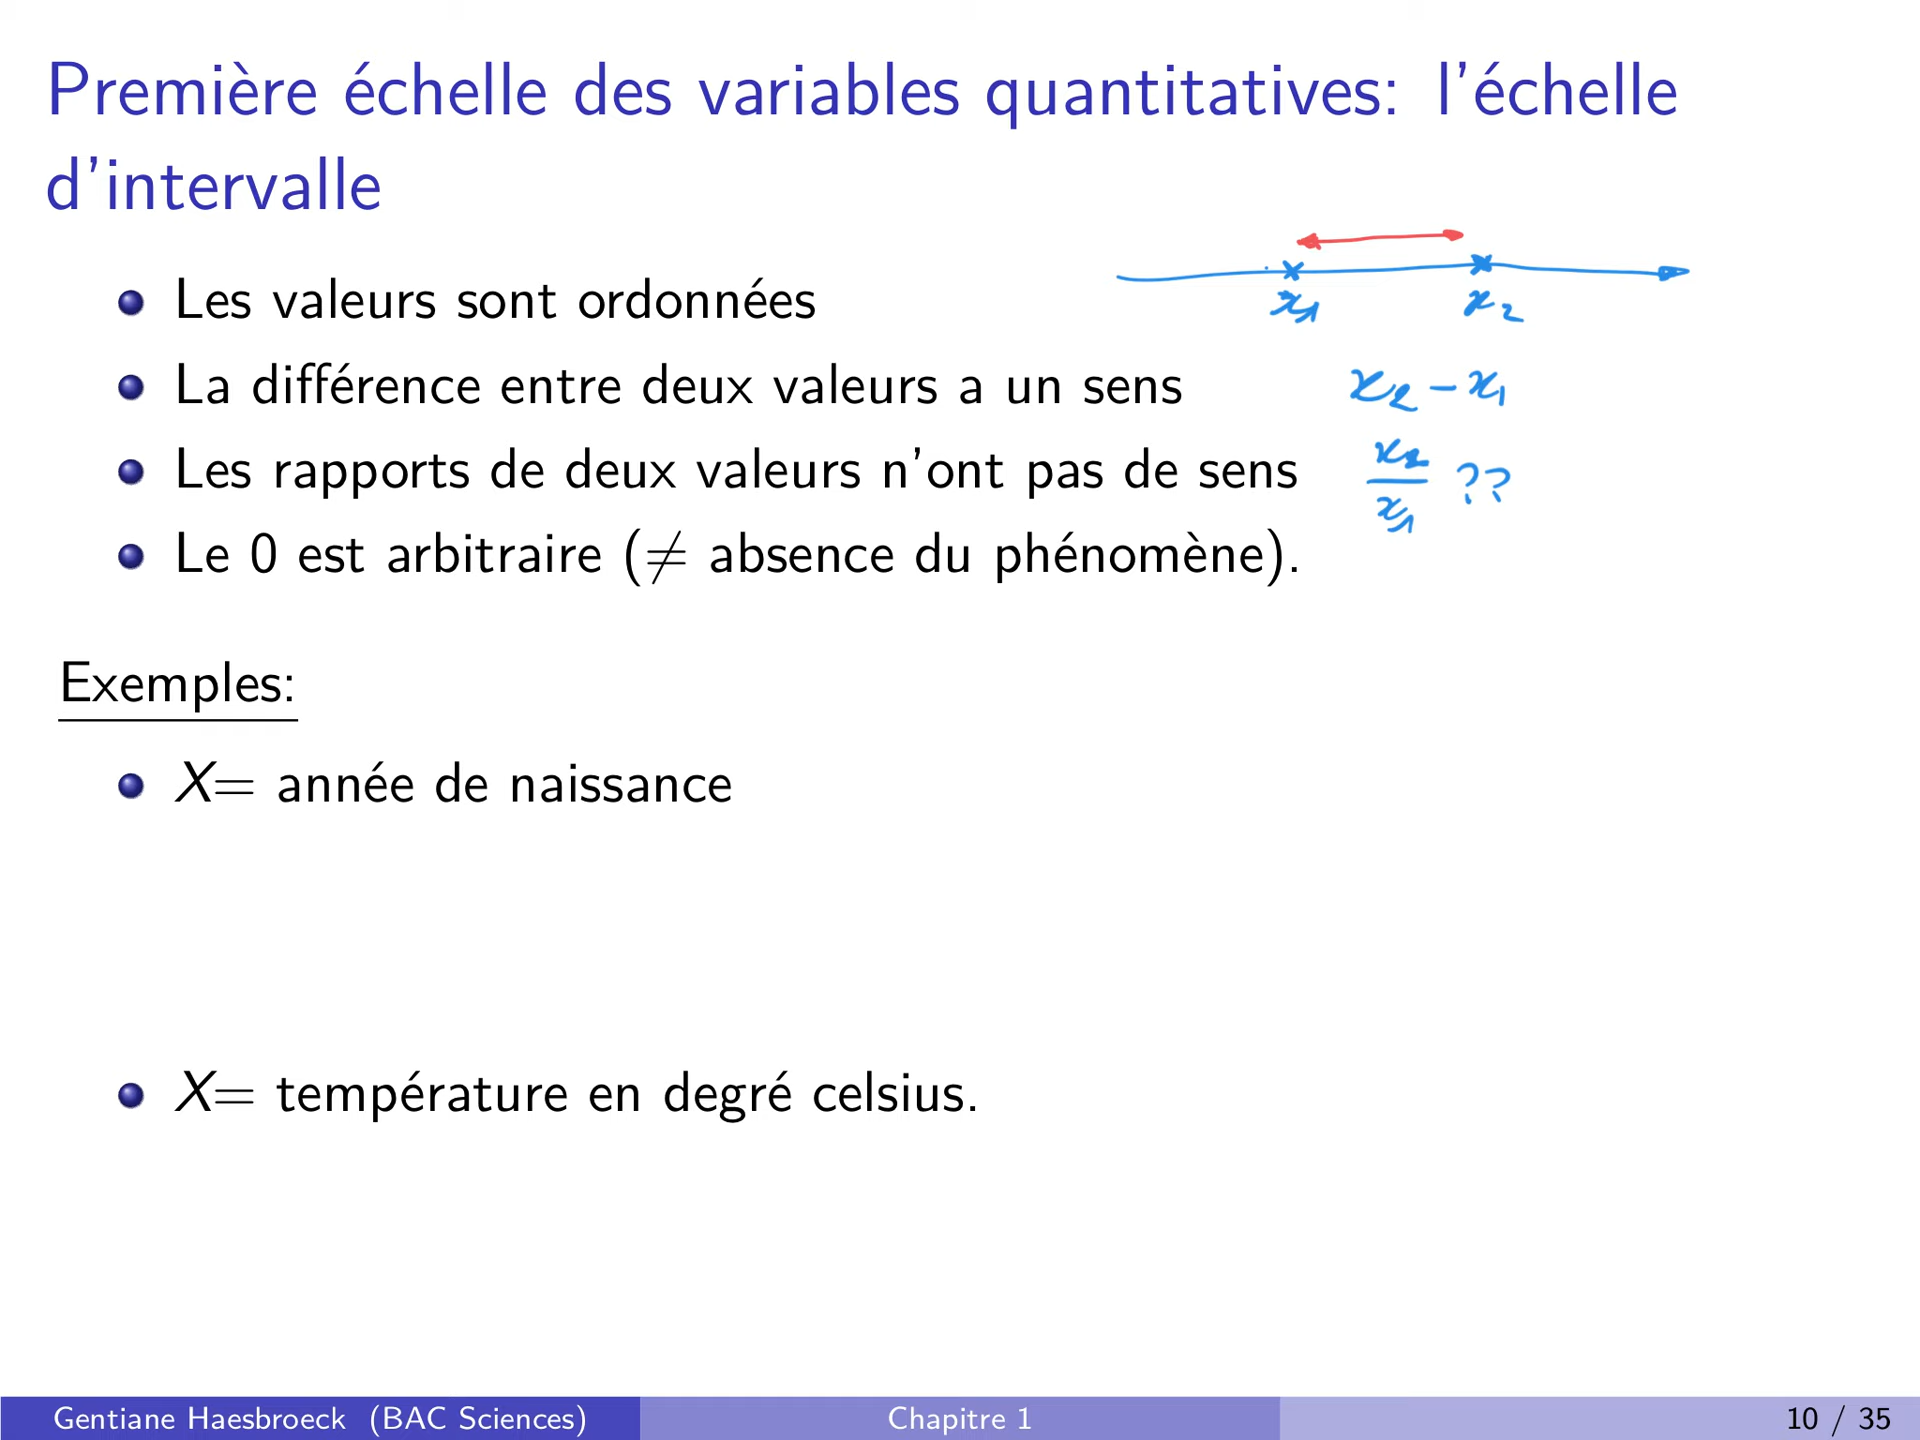 Première échelle des variables quantitatives: l'échelle
d'intervalle
x₁ x₂
Les valeurs sont ordonnées
La différence entre deux valeurs a un sens x₂ - x₁
Les rapports de deux valeurs n'ont pas de sens x₂/x₁ ??
Le 0 est arbitraire (≠ absence du phénomène).
Exemples:
X= année de naissance
X= température en degré celsius.
Gentiane Haesbroeck (BAC Sciences) Chapitre 1 10 / 35